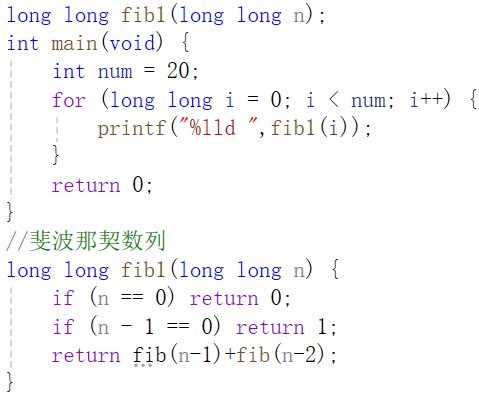 long long fib1(long long n);
int main(void) {
    int num = 20;
    for (long long i = 0; i < num; i++) {
        printf("%lld ",fib1(i));
    }
    return 0;
}
//斐波那契数列
long long fib1(long long n) {
    if (n == 0) return 0;
    if (n - 1 == 0) return 1;
    return fib(n-1)+fib(n-2);
}